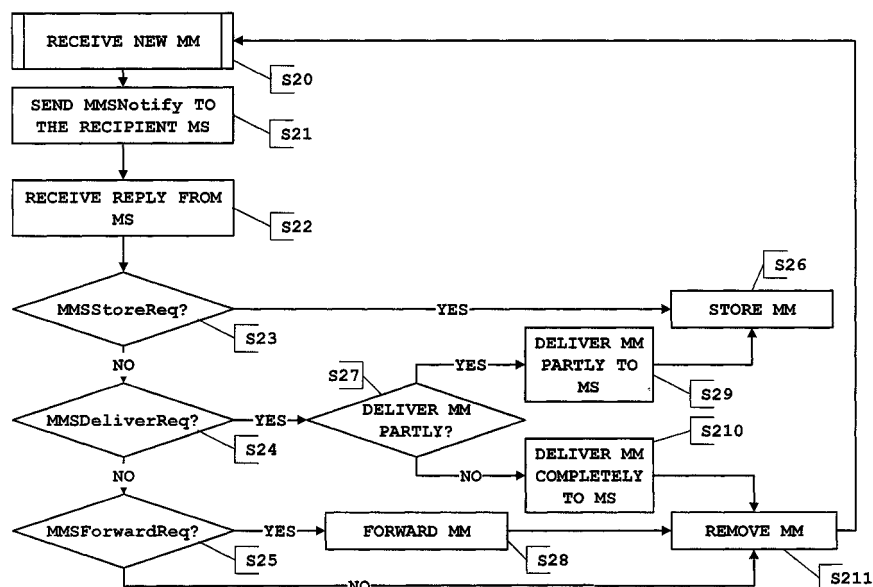 RECEIVE NEW MM
S20
SEND MMSNotify TO
THE RECIPIENT MS
S21
RECEIVE REPLY FROM
MS
S22
S26
MMSStoreReq?
YES
STORE MM
S23
NO
DELIVER MM
PARTLY TO
MS
YES
S27
S29
MMSDeliverReq?
YES
DELIVER MM
PARTLY?
S24
S210
NO
NO
DELIVER MM
COMPLETELY
TO MS
MMSForwardReq?
YES
FORWARD MM
REMOVE MM
S25
S28
S211
NO